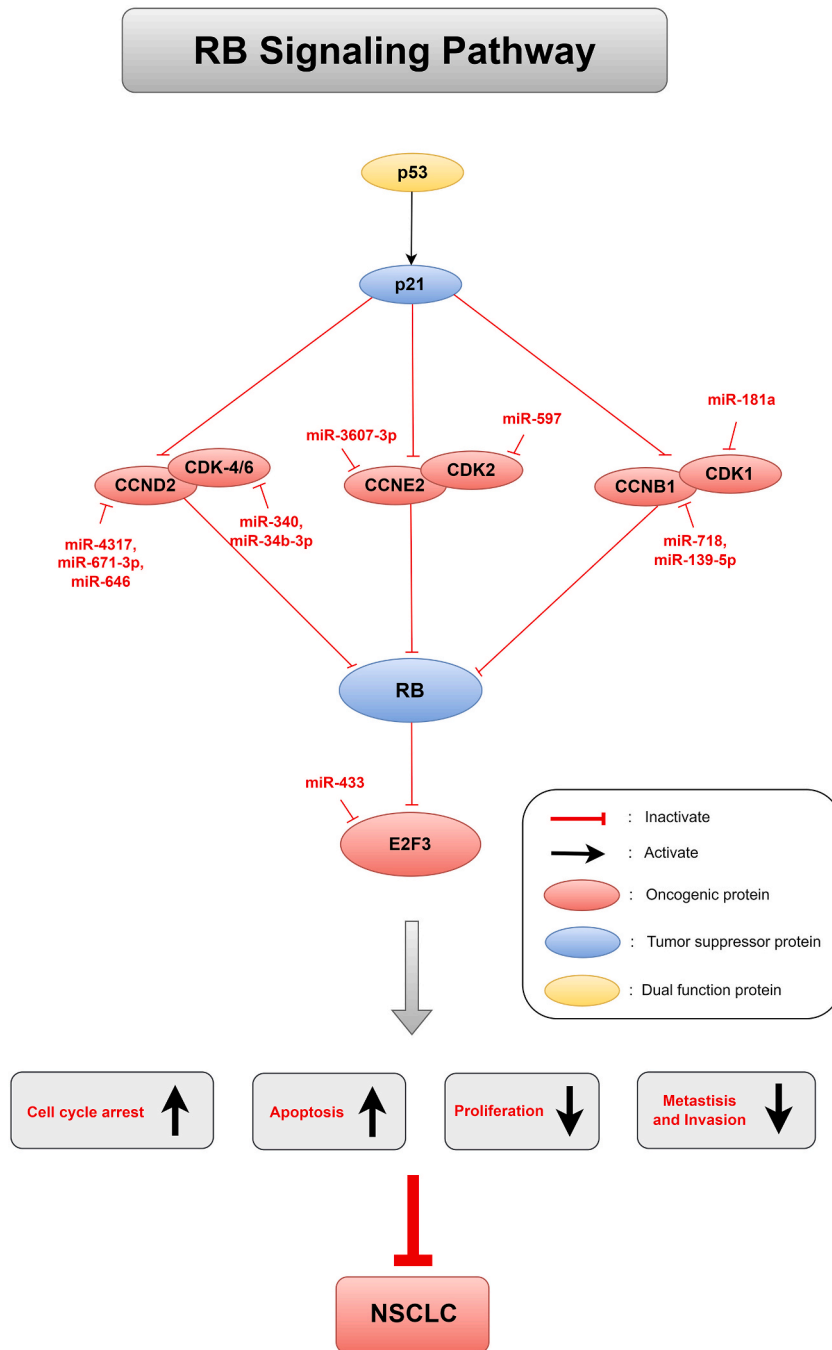 RB Signaling Pathway
p53
p21
miR-181a
miR-597
miR-3607-3p
CDK-4/6
CCND2
CDK2
CCNE2
CDK1
CCNB1
miR-340,
miR-34b-3p
miR-4317,
miR-671-3p,
miR-646
miR-718,
miR-139-5p
RB
miR-433
E2F3
: Inactivate
: Activate
: Oncogenic protein
: Tumor suppressor protein
: Dual function protein
Cell cycle arrest
Apoptosis
Proliferation
Metastisis
and Invasion
NSCLC